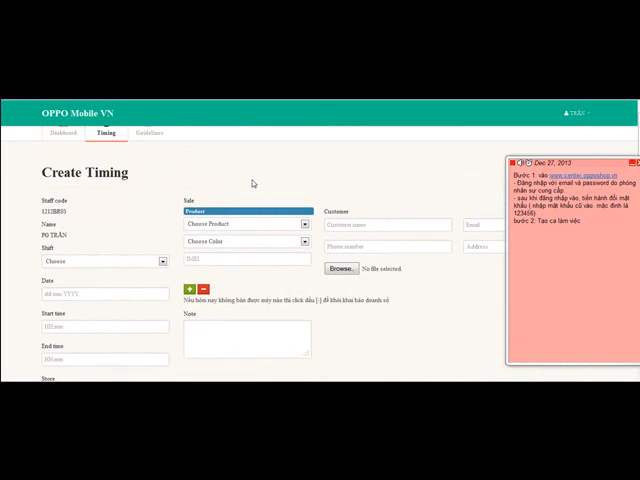 OPPO Mobile VN
TRÂN
Dashboard
Timing
Guidelines
Create Timing
Staff code
1212BR03
Name
PG TRÂN
Shift
Choose
Date
dd/mm/YYYY
Start time
HH:mm
End time
HH:mm
Store
Sale
Product
Choose Product
Choose Color
IMEI
+
−
Nếu hôm nay không bán được máy nào thì click dấu [-] để khỏi khai báo doanh số
Note
Customer
Customer name
Email
Phone number
Address
Browse..
No file selected.
Dec 27, 2013
Bước 1: vào www.center.opposhop.vn
- Đăng nhập với email và password do phòng
nhân sự cung cấp.
- sau khi đăng nhập vào, tiến hành đổi mật
khẩu ( nhập mật khẩu cũ vào. mặc đinh là
123456)
bước 2: Tạo ca làm việc